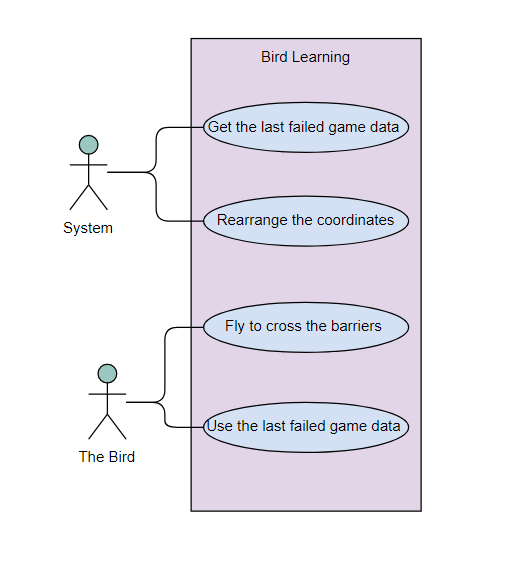 Bird Learning
Get the last failed game data
System
Rearrange the coordinates
Fly to cross the barriers
The Bird
Use the last failed game data